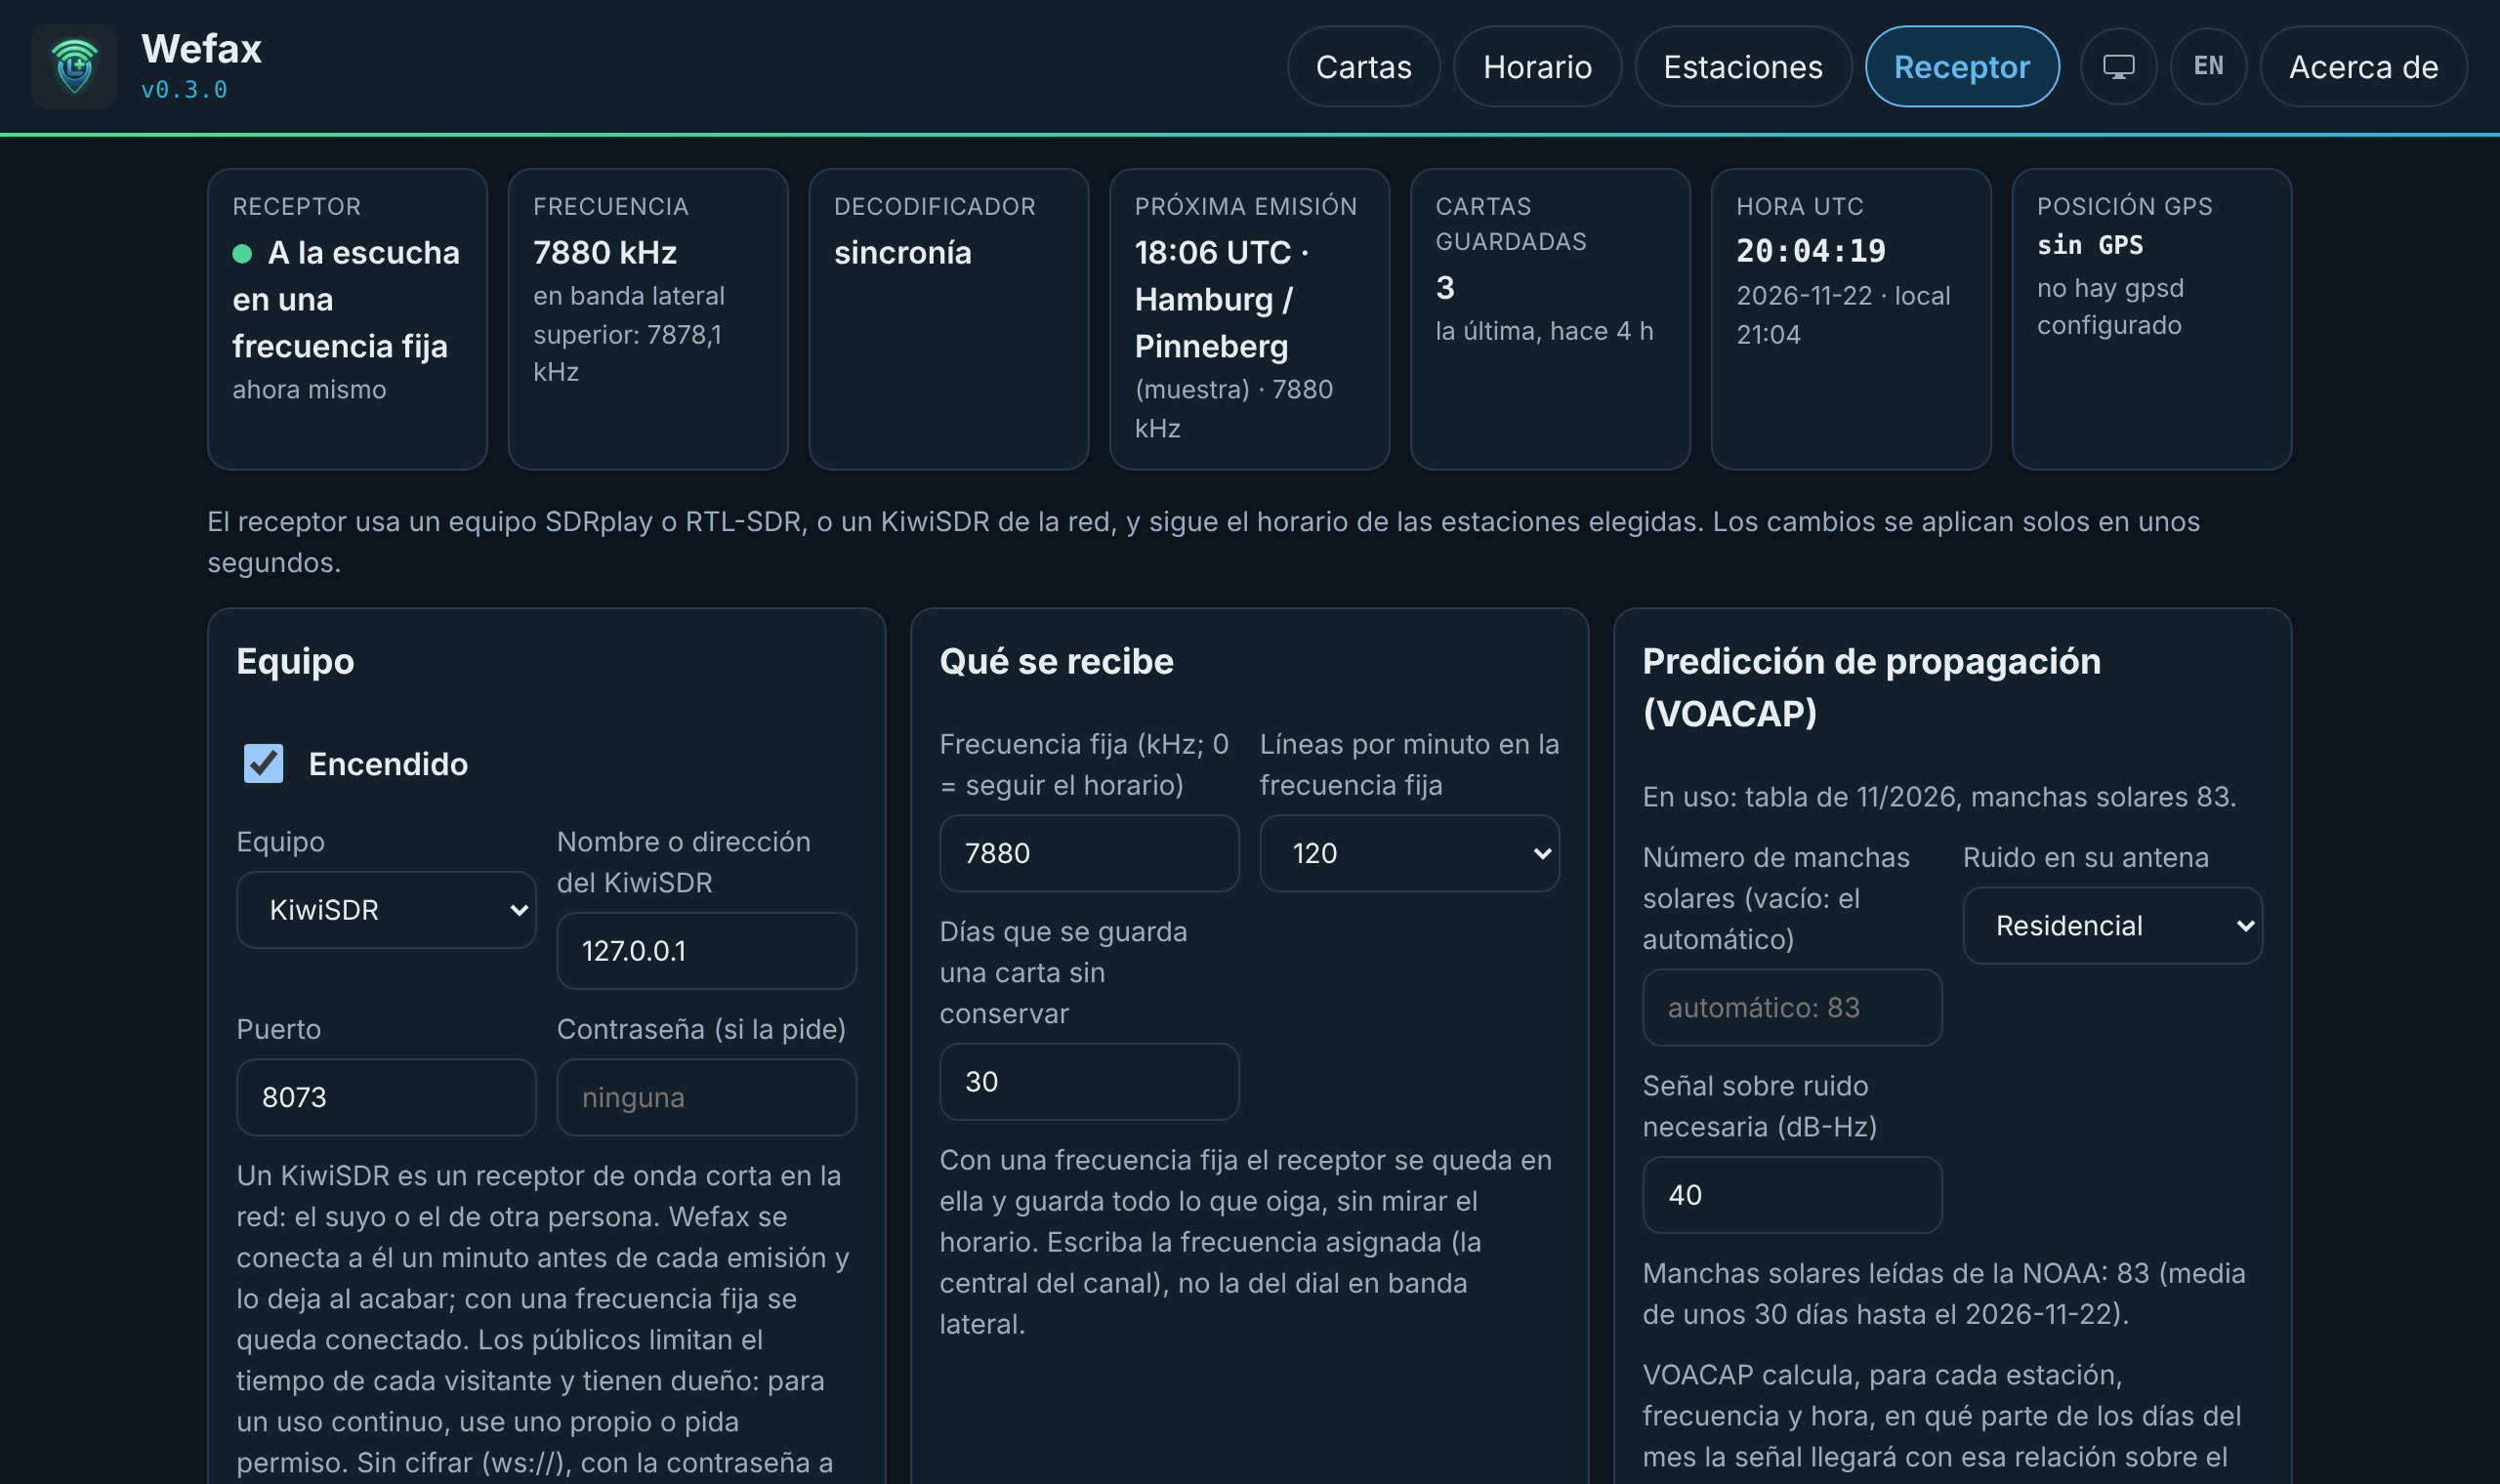 Wefax
v0.3.0
Cartas
Horario
Estaciones
Receptor
EN
Acerca de
RECEPTOR
A la escucha
en una
frecuencia fija
ahora mismo
FRECUENCIA
7880 kHz
en banda lateral
superior: 7878,1
kHz
DECODIFICADOR
sincronía
PRÓXIMA EMISIÓN
18:06 UTC ·
Hamburg /
Pinneberg
(muestra) · 7880
kHz
CARTAS
GUARDADAS
3
la última, hace 4 h
HORA UTC
20:04:19
2026-11-22 · local
21:04
POSICIÓN GPS
sin GPS
no hay gpsd
configurado
El receptor usa un equipo SDRplay o RTL-SDR, o un KiwiSDR de la red, y sigue el horario de las estaciones elegidas. Los cambios se aplican solos en unos
segundos.
Equipo
Encendido
Equipo
KiwiSDR
Nombre o dirección
del KiwiSDR
127.0.0.1
Puerto
8073
Contraseña (si la pide)
ninguna
Un KiwiSDR es un receptor de onda corta en la
red: el suyo o el de otra persona. Wefax se
conecta a él un minuto antes de cada emisión y
lo deja al acabar; con una frecuencia fija se
queda conectado. Los públicos limitan el
tiempo de cada visitante y tienen dueño: para
un uso continuo, use uno propio o pida
permiso. Sin cifrar (ws://), con la contraseña a
Qué se recibe
Frecuencia fija (kHz; 0
= seguir el horario)
7880
Líneas por minuto en la
frecuencia fija
120
Días que se guarda
una carta sin
conservar
30
Con una frecuencia fija el receptor se queda en
ella y guarda todo lo que oiga, sin mirar el
horario. Escriba la frecuencia asignada (la
central del canal), no la del dial en banda
lateral.
Predicción de propagación
(VOACAP)
En uso: tabla de 11/2026, manchas solares 83.
Número de manchas
solares (vacío: el
automático)
automático: 83
Ruido en su antena
Residencial
Señal sobre ruido
necesaria (dB-Hz)
40
Manchas solares leídas de la NOAA: 83 (media
de unos 30 días hasta el 2026-11-22).
VOACAP calcula, para cada estación,
frecuencia y hora, en qué parte de los días del
mes la señal llegará con esa relación sobre el